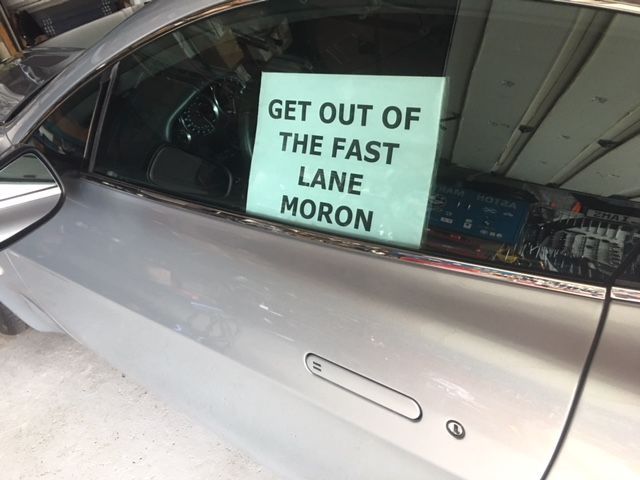 GET OUT OF
THE FAST
LANE
MORON